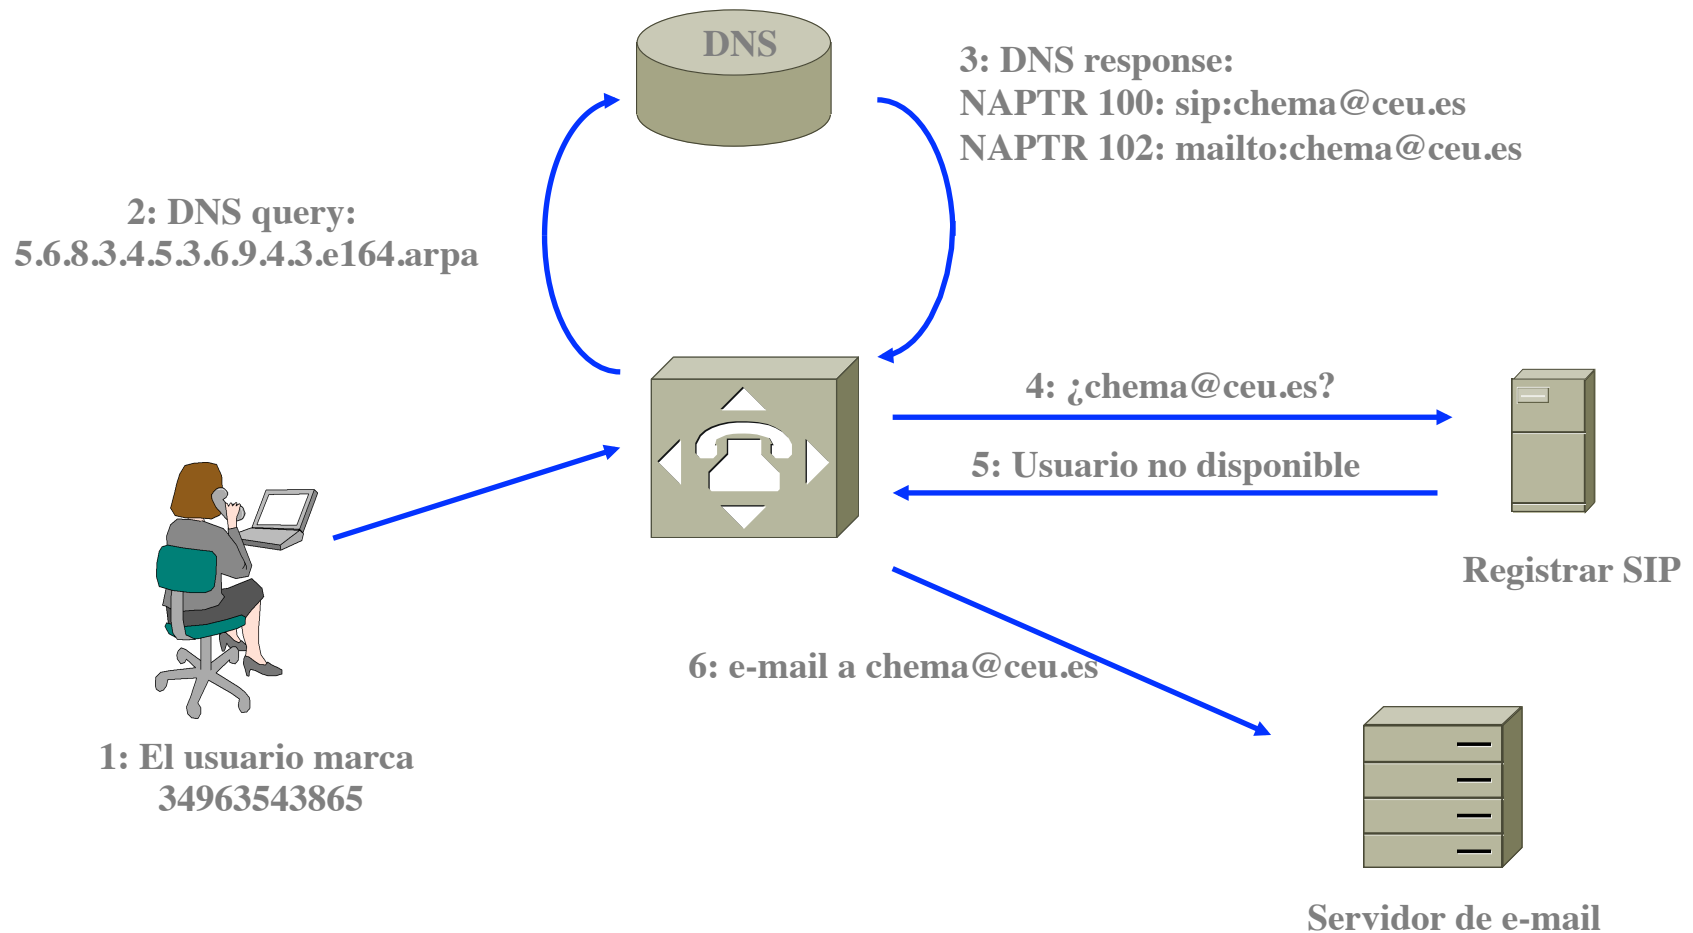 DNS
3: DNS response:
NAPTR 100: sip:chema@ceu.es
NAPTR 102: mailto:chema@ceu.es
2: DNS query:
5.6.8.3.4.5.3.6.9.4.3.e164.arpa
4: ¿chema@ceu.es?
5: Usuario no disponible
Registrar SIP
6: e-mail a chema@ceu.es
1: El usuario marca
34963543865
Servidor de e-mail